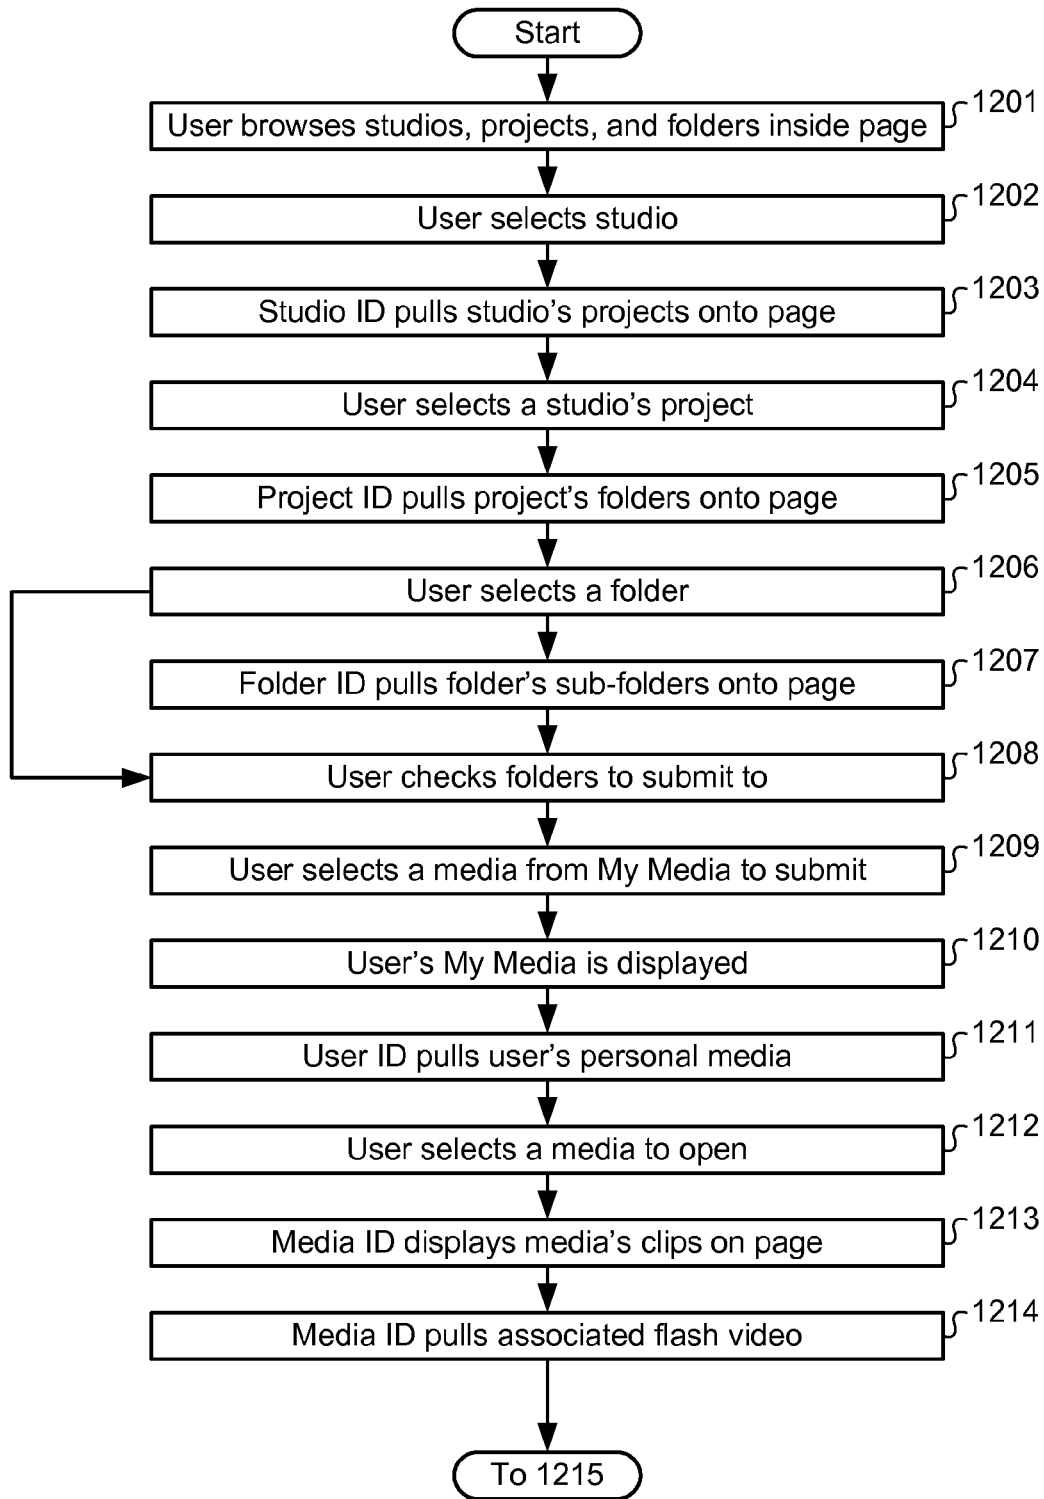 Start
1201
User browses studios, projects, and folders inside page
1202
User selects studio
1203
Studio ID pulls studio's projects onto page
1204
User selects a studio's project
1205
Project ID pulls project's folders onto page
1206
User selects a folder
1207
Folder ID pulls folder's sub-folders onto page
1208
User checks folders to submit to
1209
User selects a media from My Media to submit
1210
User's My Media is displayed
1211
User ID pulls user's personal media
1212
User selects a media to open
1213
Media ID displays media's clips on page
1214
Media ID pulls associated flash video
To 1215